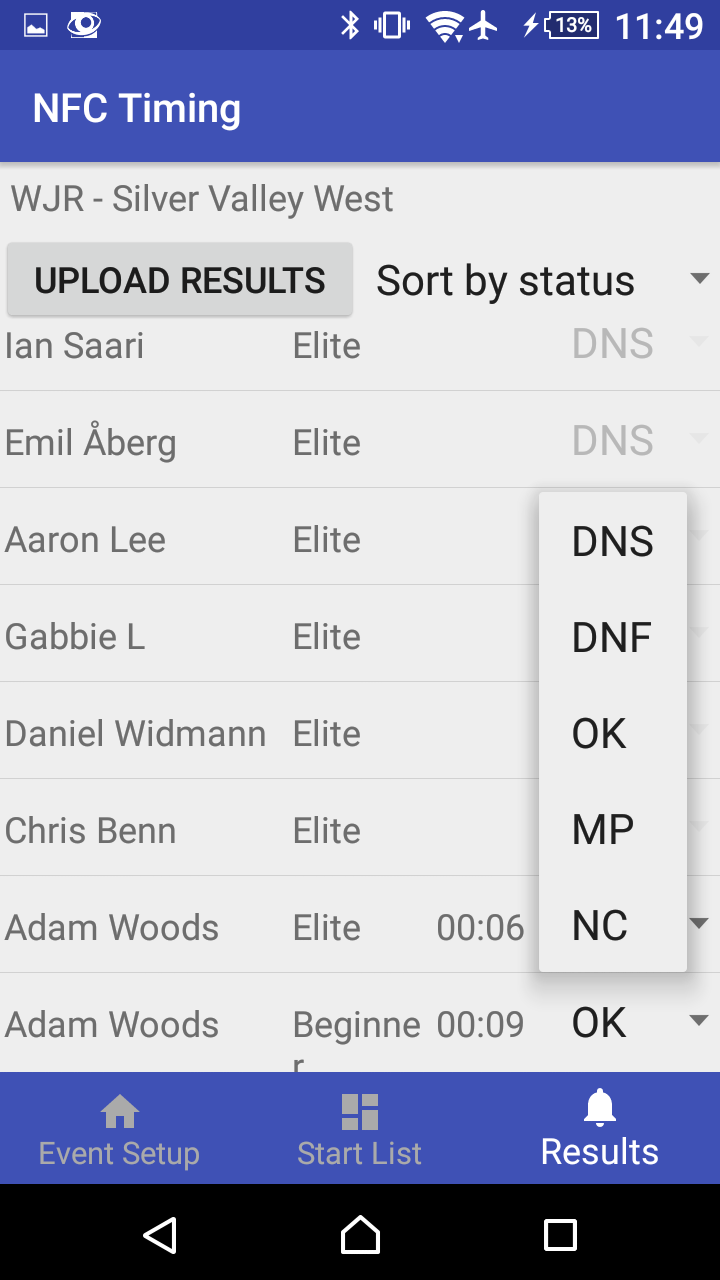 13% 11:49
NFC Timing
WJR - Silver Valley West
UPLOAD RESULTS Sort by status
Ian Saari Elite DNS
Emil Åberg Elite DNS
Aaron Lee Elite DNS
Gabbie L Elite DNF
Daniel Widmann Elite OK
Chris Benn Elite MP
Adam Woods Elite 00:06 NC
Adam Woods Beginne 00:09 OK
r
Event Setup Start List Results